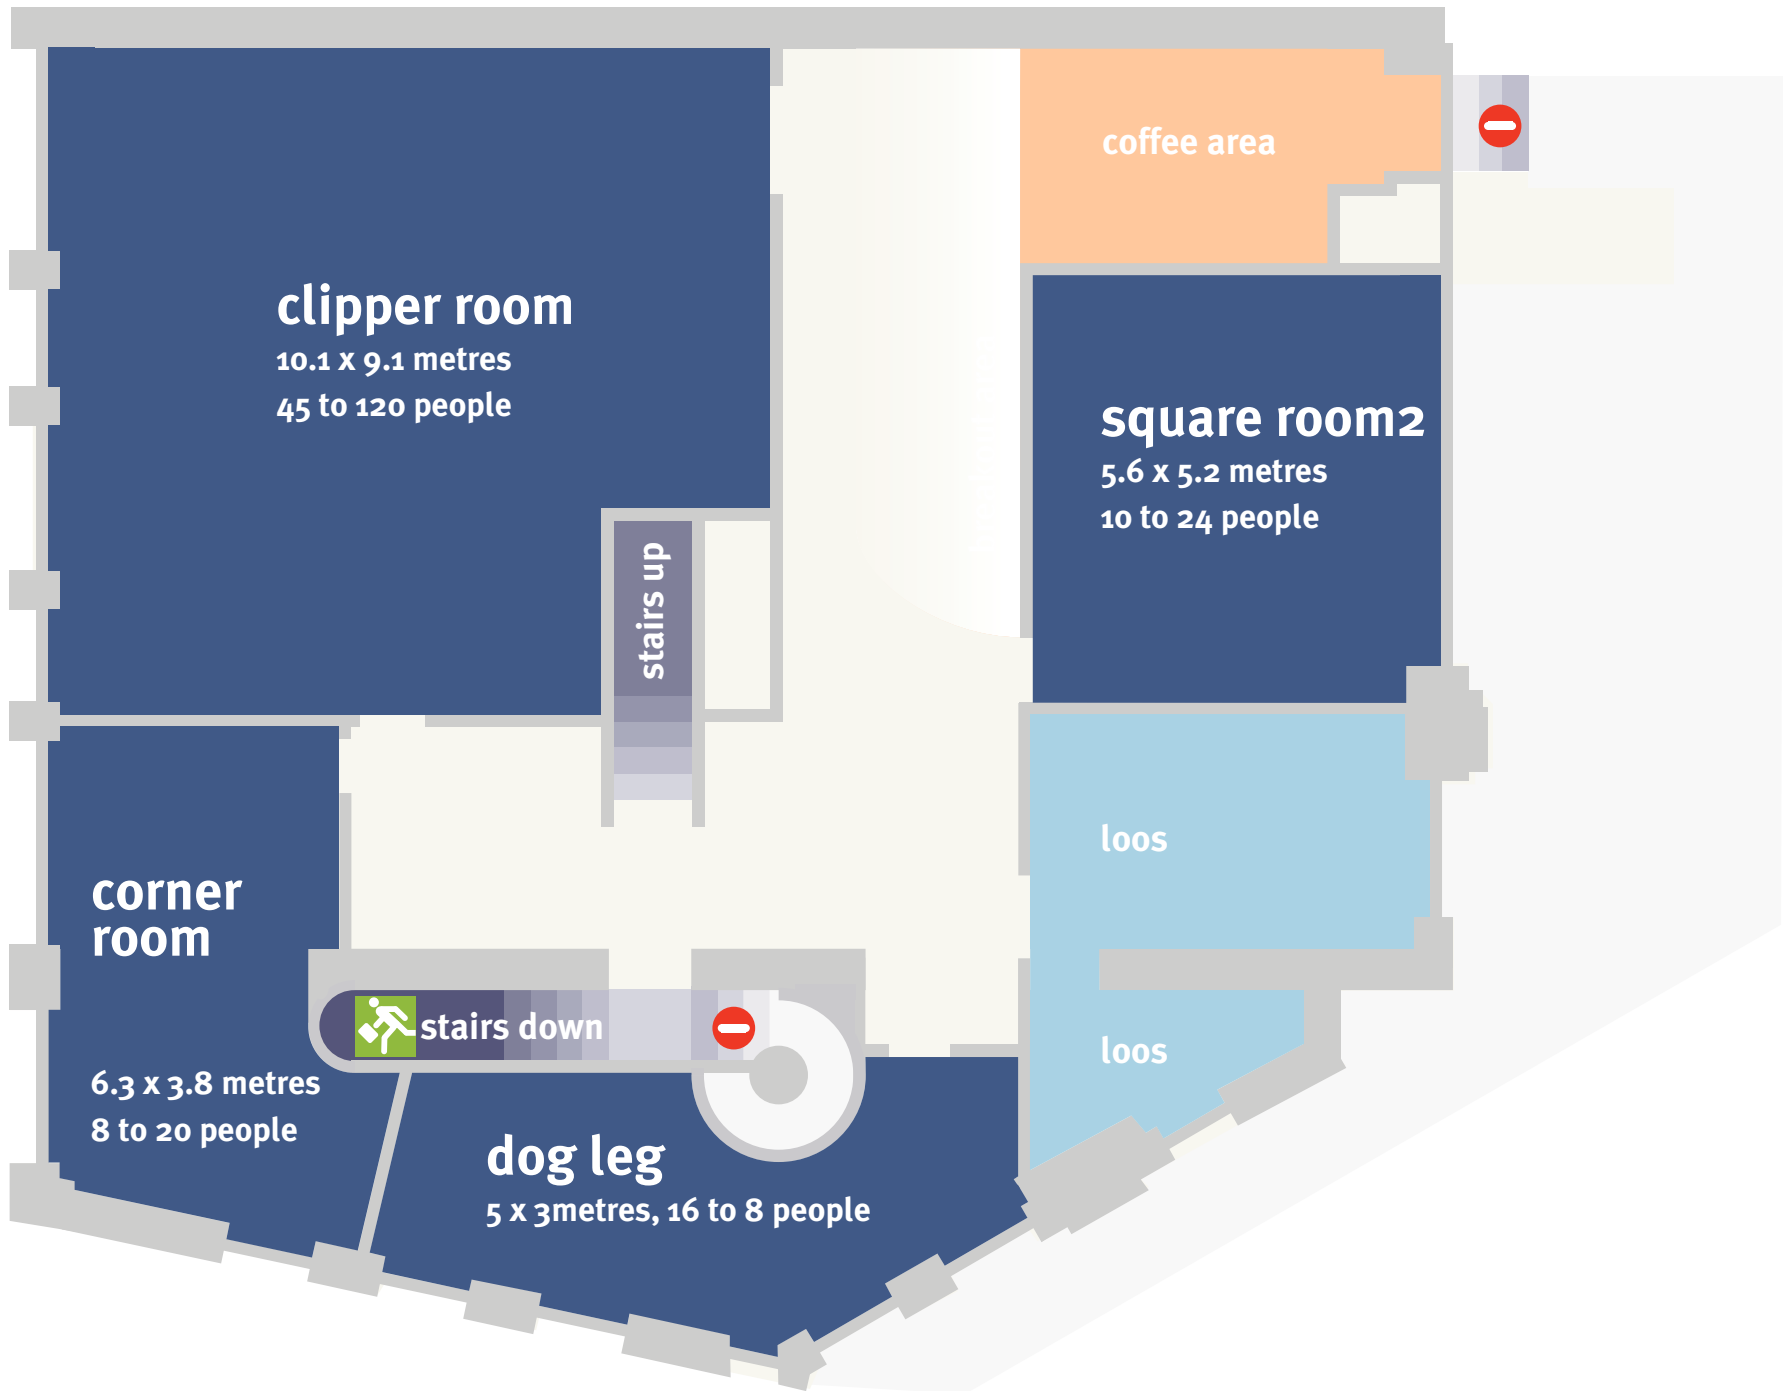 coffee area
clipper room
10.1 x 9.1 metres
45 to 120 people
square room2
5.6 x 5.2 metres
10 to 24 people
stairs up
loos
corner
room
6.3 x 3.8 metres
8 to 20 people
stairs down
loos
dog leg
5 x 3metres, 16 to 8 people